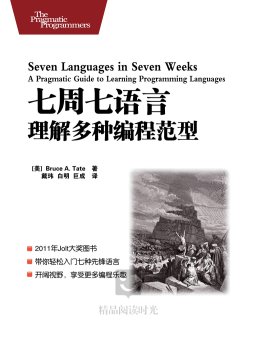 The
Pragmatic
Programmers
Seven Languages in Seven Weeks
A Pragmatic Guide to Learning Programming Languages
七周七语言
理解多种编程范型
[美] Bruce A. Tate 著
戴玮 白明 巨成 译
2011年Jolt大奖图书
带你轻松入门七种先锋语言
开阔视野，享受更多编程乐趣
精品阅读时光